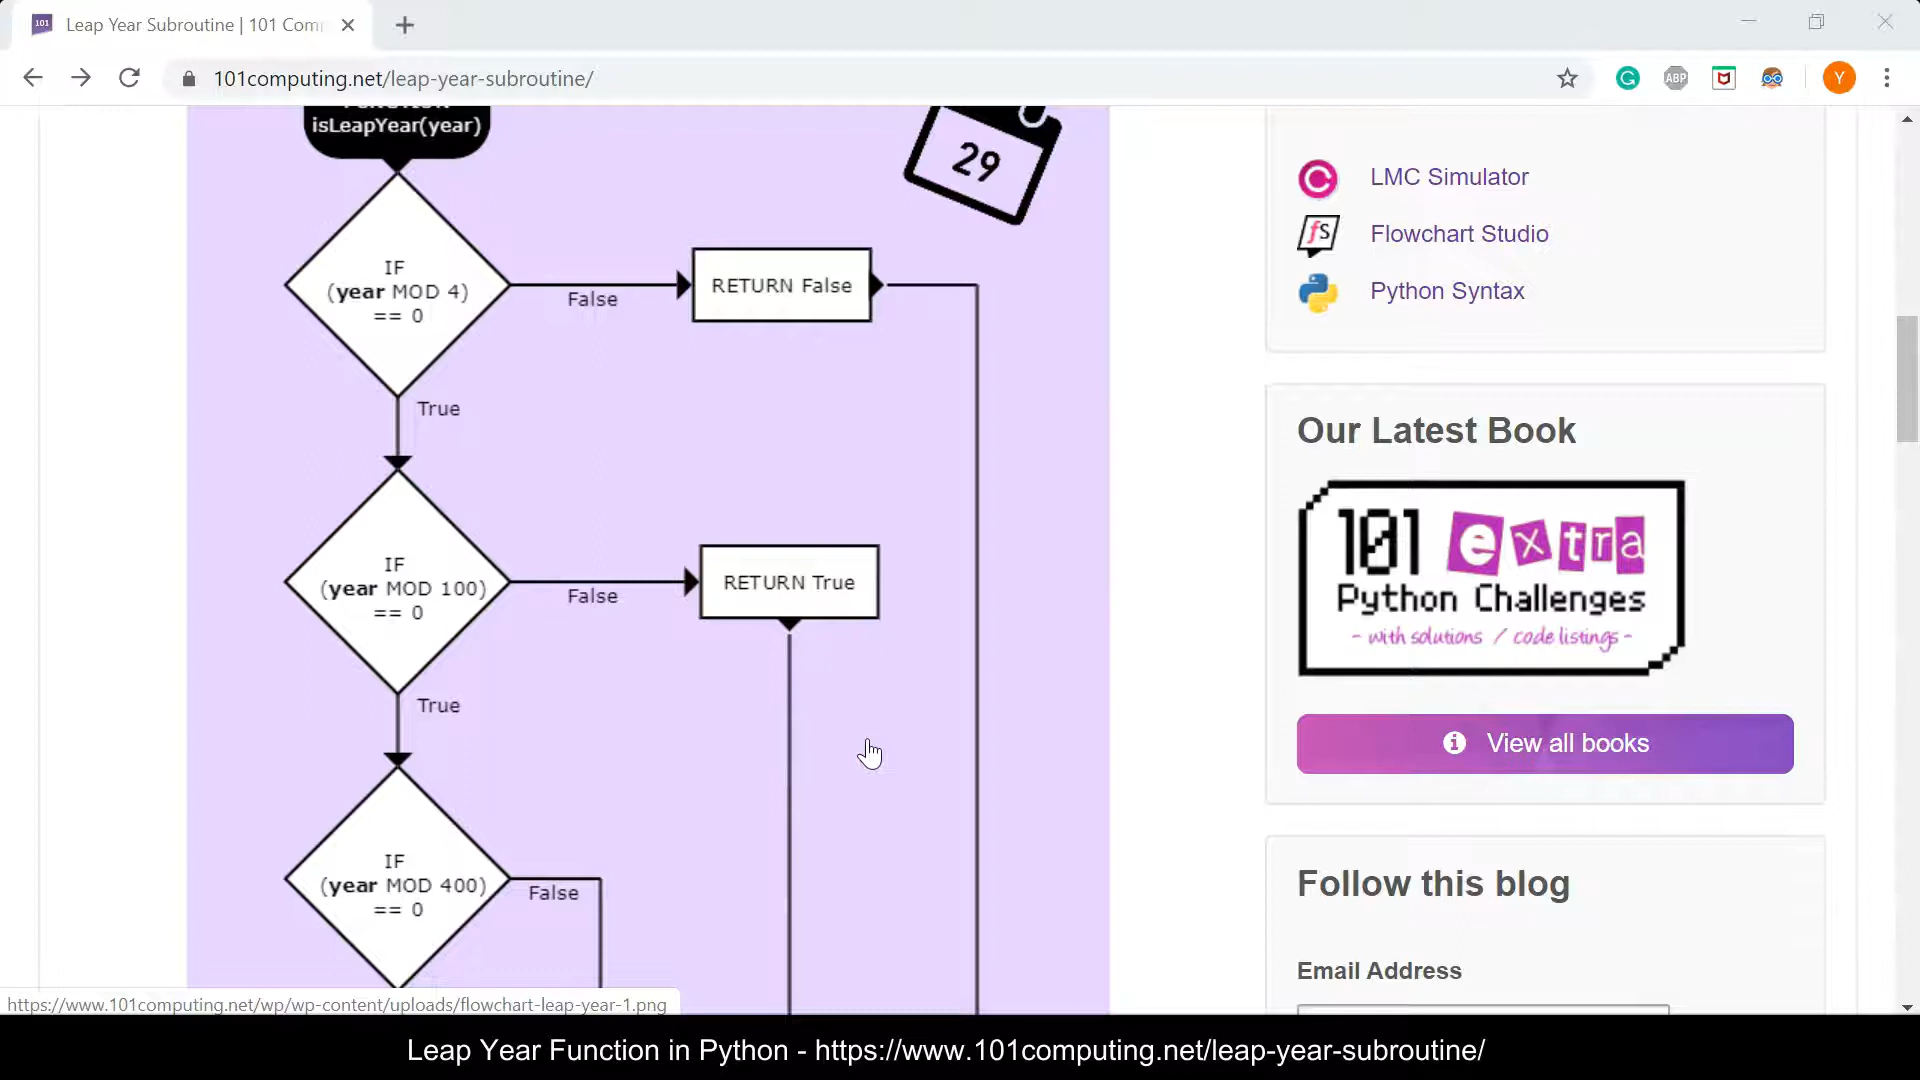 101
Leap Year Subroutine | 101 Com
101computing.net/leap-year-subroutine/
G
ABP
Y
isLeapYear(year)
29
IF
(year MOD 4)
== 0
False
RETURN False
True
IF
(year MOD 100)
== 0
False
RETURN True
True
IF
(year MOD 400)
== 0
False
LMC Simulator
fS
Flowchart Studio
Python Syntax
Our Latest Book
101 extra
Python Challenges
- with solutions / code listings -
View all books
Follow this blog
Email Address
https://www.101computing.net/wp/wp-content/uploads/flowchart-leap-year-1.png
Leap Year Function in Python - https://www.101computing.net/leap-year-subroutine/